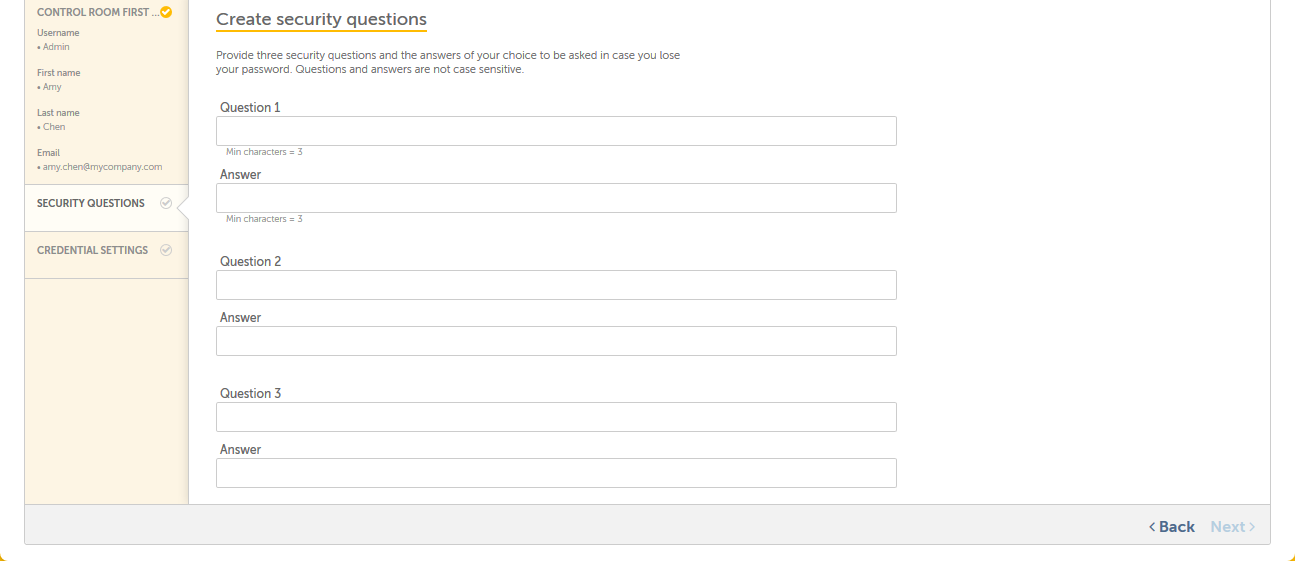 CONTROL ROOM FIRST ...
Username
• Admin
First name
• Amy
Last name
• Chen
Email
• amy.chen@mycompany.com
SECURITY QUESTIONS
CREDENTIAL SETTINGS
Create security questions
Provide three security questions and the answers of your choice to be asked in case you lose
your password. Questions and answers are not case sensitive.
Question 1
Min characters = 3
Answer
Min characters = 3
Question 2
Answer
Question 3
Answer
< Back Next >